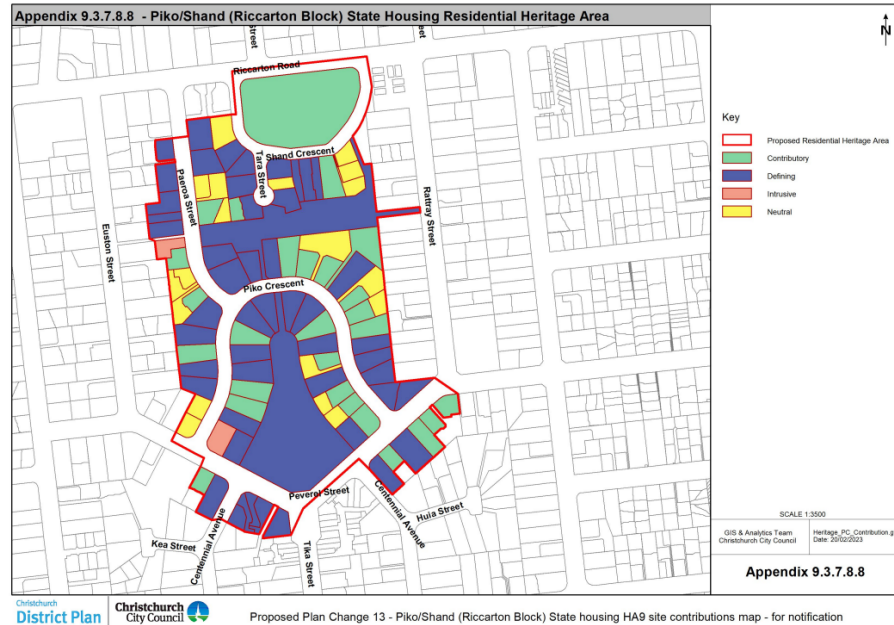 Appendix 9.3.7.8.8 - Piko/Shand (Riccarton Block) State Housing Residential Heritage Area
Street
Street
Riccarton Road
N
Key
Proposed Residential Heritage Area
Contributory
Defining
Intrusive
Neutral
Shand Crescent
Tara Street
Paeroa Street
Rattray Street
Euston Street
Piko Crescent
Peverel Street
Centennial Avenue
Huia Street
Kea Street
Centennial Avenue
Tika Street
SCALE 1:3500
GIS & Analytics Team
Christchurch City Council
Heritage_PC_Contribution.g
Date: 20/02/2023
Appendix 9.3.7.8.8
Christchurch
District Plan
Christchurch
City Council
Proposed Plan Change 13 - Piko/Shand (Riccarton Block) State housing HA9 site contributions map - for notification